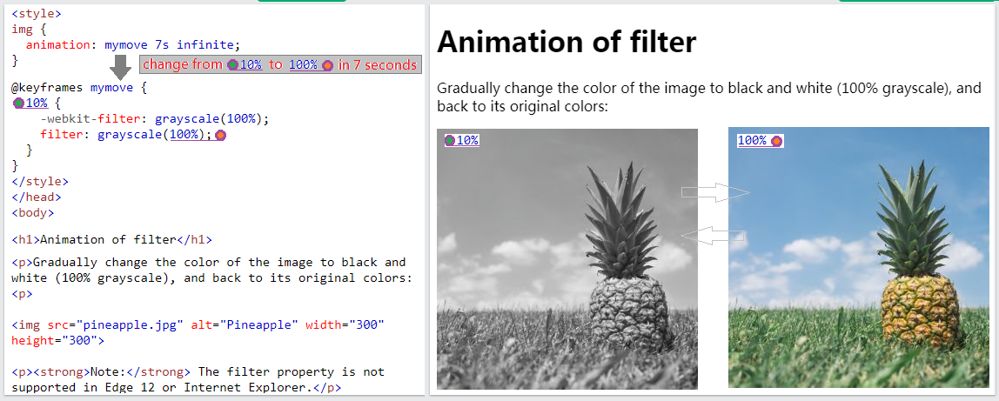 <style>
img {
animation: mymove 7s infinite;
}
change from 10% to 100% in 7 seconds
@keyframes mymove {
10% {
-webkit-filter: grayscale(100%);
filter: grayscale(100%);
}
}
</style>
</head>
<body>
<h1>Animation of filter</h1>
<p>Gradually change the color of the image to black and
white (100% grayscale), and back to its original colors:
<p>
<img src="pineapple.jpg" alt="Pineapple" width="300"
height="300">
<p><strong>Note:</strong> The filter property is not
supported in Edge 12 or Internet Explorer.</p>
Animation of filter
Gradually change the color of the image to black and white (100% grayscale), and
back to its original colors:
10%
100%